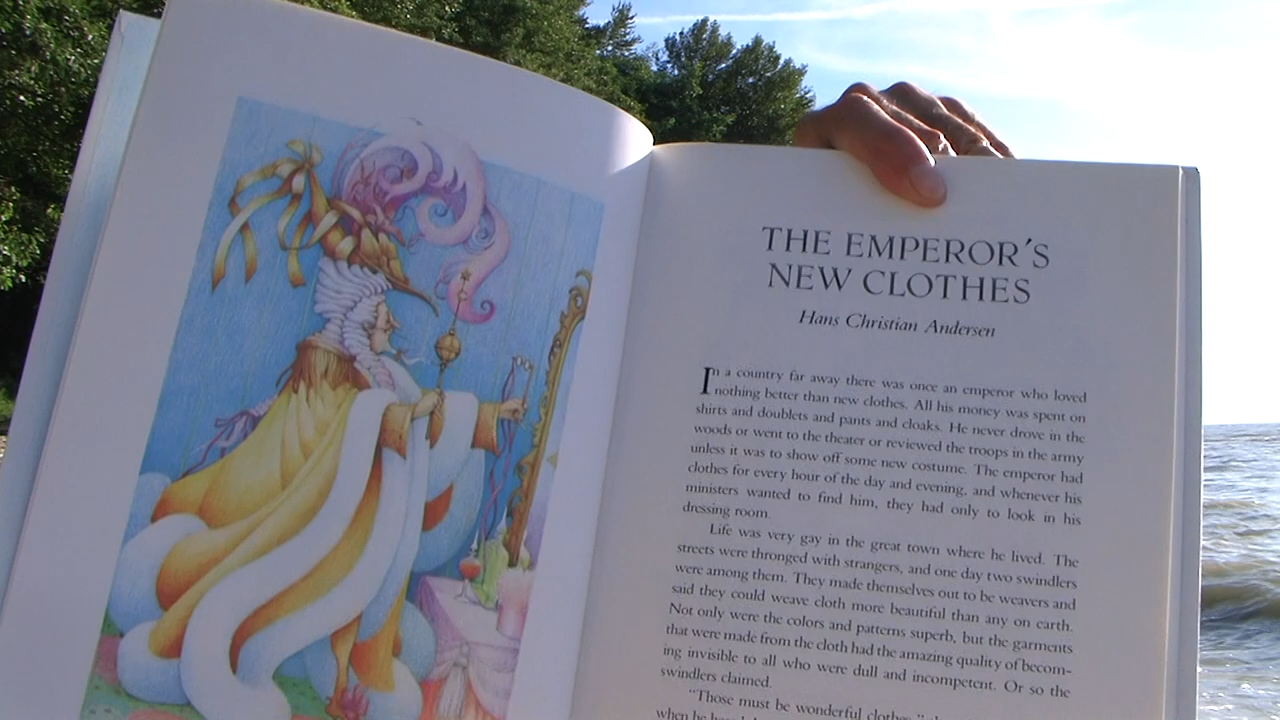 THE EMPEROR'S
NEW CLOTHES
Hans Christian Andersen
In a country far away there was once an emperor who loved
nothing better than new clothes. All his money was spent on
shirts and doublets and pants and cloaks. He never drove in the
woods or went to the theater or reviewed the troops in the army
unless it was to show off some new costume. The emperor had
clothes for every hour of the day and evening, and whenever his
ministers wanted to find him, they had only to look in his
dressing room.
Life was very gay in the great town where he lived. The
streets were thronged with strangers, and one day two swindlers
were among them. They made themselves out to be weavers and
said they could weave cloth more beautiful than any on earth.
Not only were the colors and patterns superb, but the garments
that were made from the cloth had the amazing quality of becom-
ing invisible to all who were dull and incompetent. Or so the
swindlers claimed.
"Those must be wonderful clothes,"
when he